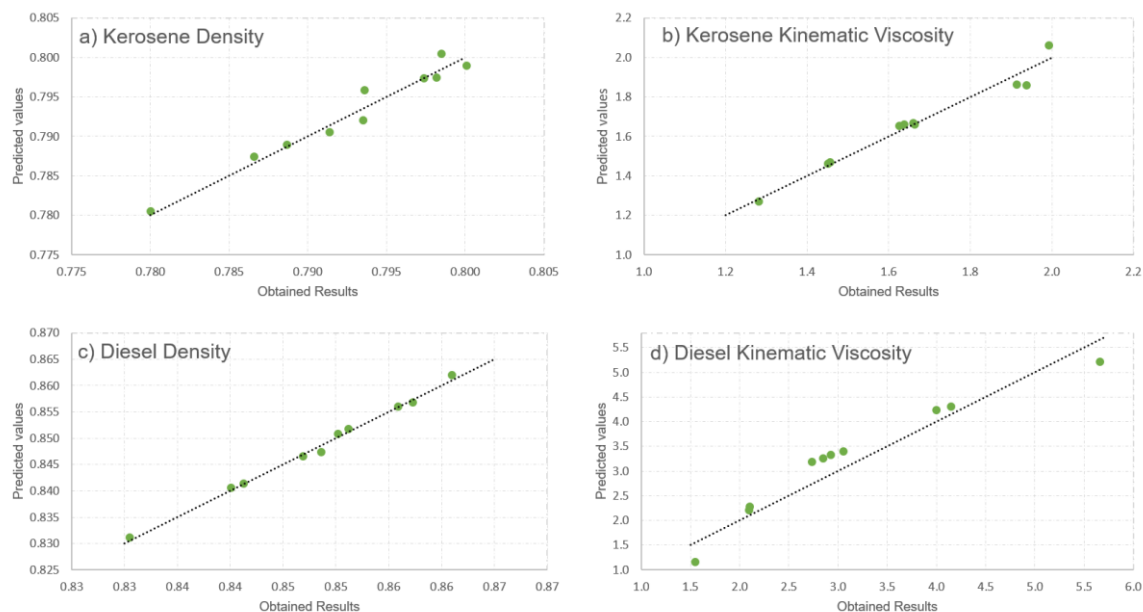 a) Kerosene Density
Predicted values
0.805
0.800
0.795
0.790
0.785
0.780
0.775
0.775 0.780 0.785 0.790 0.795 0.800 0.805
Obtained Results
b) Kerosene Kinematic Viscosity
Predicted values
2.2
2.0
1.8
1.6
1.4
1.2
1.0
1.0 1.2 1.4 1.6 1.8 2.0 2.2
Obtained Results
c) Diesel Density
Predicted values
0.870
0.865
0.860
0.855
0.850
0.845
0.840
0.835
0.830
0.825
0.83 0.83 0.84 0.84 0.85 0.85 0.86 0.86 0.87 0.87
Obtained Results
d) Diesel Kinematic Viscosity
Predicted values
5.5
5.0
4.5
4.0
3.5
3.0
2.5
2.0
1.5
1.0
1.0 1.5 2.0 2.5 3.0 3.5 4.0 4.5 5.0 5.5 6.0
Obtained Results